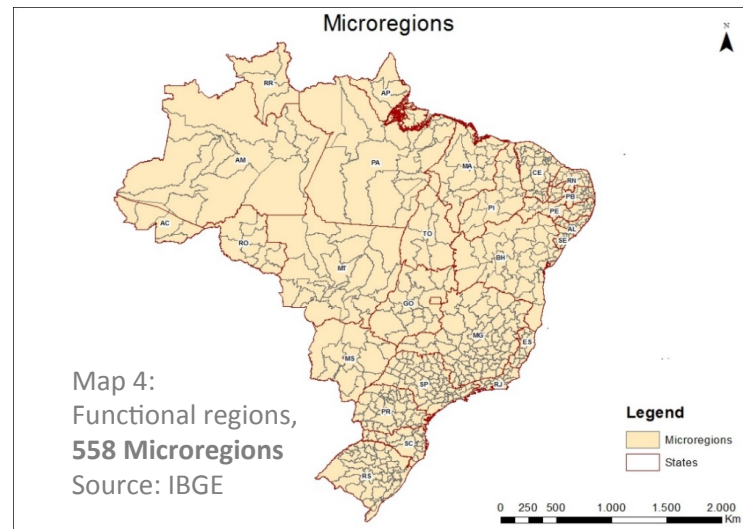 Microregions
N
RR
AP
AM
PA
MA
CE
RN
PB
PI
PE
AC
AL
TO
SE
RO
BH
MT
GO
MG
ES
MS
SP
RJ
PR
SC
RS
Map 4:
Functional regions,
558 Microregions
Source: IBGE
Legend
Microregions
States
0 250 500 1.000 1.500 2.000
Km